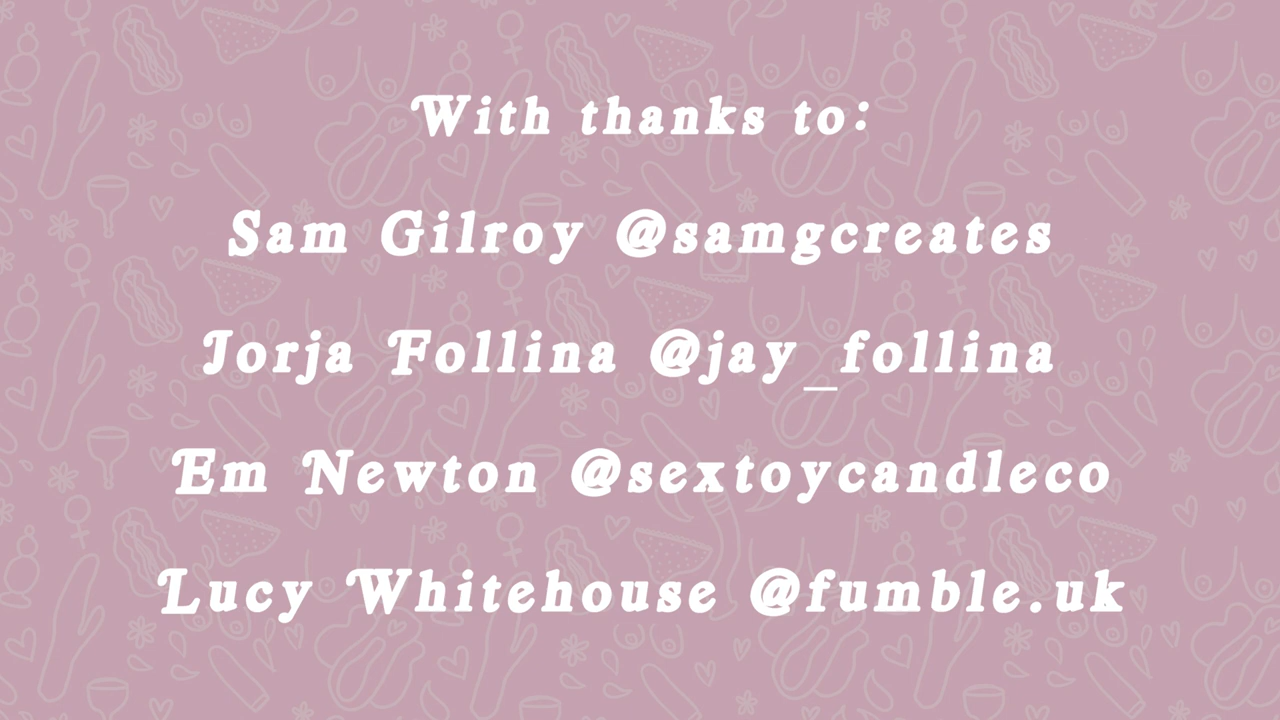 With thanks to:
Sam Gilroy @samgcreates
Jorja Follina @jay_follina
Em Newton @sextoycandleco
Lucy Whitehouse @fumble.uk